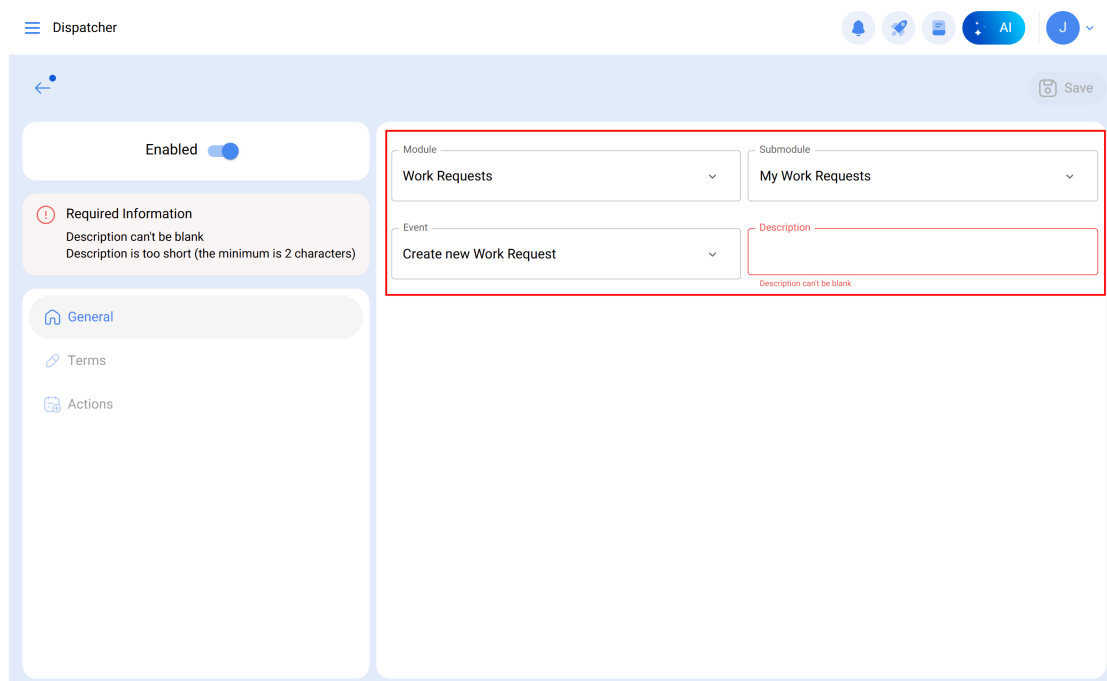 Dispatcher
AI
J
Save
Enabled
Required Information
Description can't be blank
Description is too short (the minimum is 2 characters)
General
Terms
Actions
Module
Work Requests
Submodule
My Work Requests
Event
Create new Work Request
Description
Description can't be blank